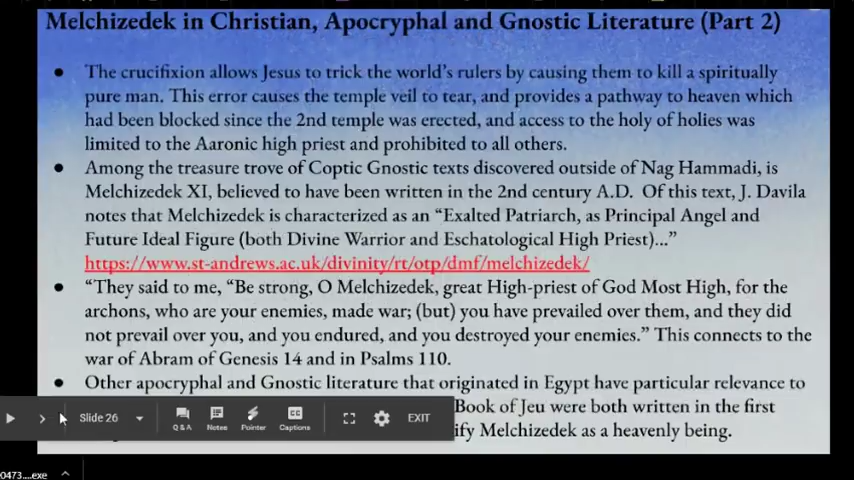 Melchizedek in Christian, Apocryphal and Gnostic Literature (Part 2)
● The crucifixion allows Jesus to trick the world's rulers by causing them to kill a spiritually
pure man. This error causes the temple veil to tear, and provides a pathway to heaven which
had been blocked since the 2nd temple was erected, and access to the holy of holies was
limited to the Aaronic high priest and prohibited to all others.
● Among the treasure trove of Coptic Gnostic texts discovered outside of Nag Hammadi, is
Melchizedek XI, believed to have been written in the 2nd century A.D. Of this text, J. Davila
notes that Melchizedek is characterized as an “Exalted Patriarch, as Principal Angel and
Future Ideal Figure (both Divine Warrior and Eschatological High Priest)...”
https://www.st-andrews.ac.uk/divinity/rt/otp/dmf/melchizedek/
● “They said to me, “Be strong, O Melchizedek, great High-priest of God Most High, for the
archons, who are your enemies, made war; (but) you have prevailed over them, and they did
not prevail over you, and you endured, and you destroyed your enemies.” This connects to the
war of Abram of Genesis 14 and in Psalms 110.
● Other apocryphal and Gnostic literature that originated in Egypt have particular relevance to
Book of Jeu were both written in the first
ify Melchizedek as a heavenly being.
Slide 26
Q&A
Notes
Pointer
Captions
EXIT
0473....exe